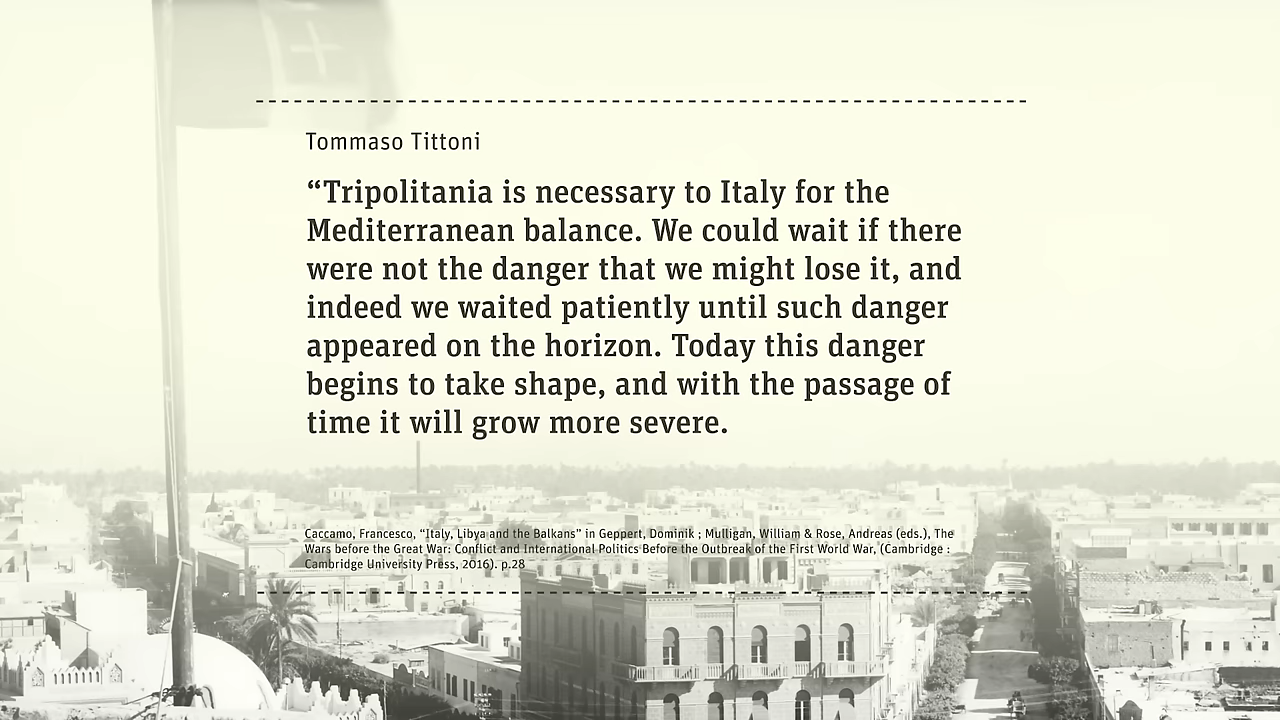 Tommaso Tittoni
“Tripolitania is necessary to Italy for the
Mediterranean balance. We could wait if there
were not the danger that we might lose it, and
indeed we waited patiently until such danger
appeared on the horizon. Today this danger
begins to take shape, and with the passage of
time it will grow more severe.
Caccamo, Francesco, “Italy, Libya and the Balkans” in Geppert, Dominik ; Mulligan, William & Rose, Andreas (eds.), The
Wars before the Great War: Conflict and International Politics Before the Outbreak of the First World War, (Cambridge :
Cambridge University Press, 2016). p.28